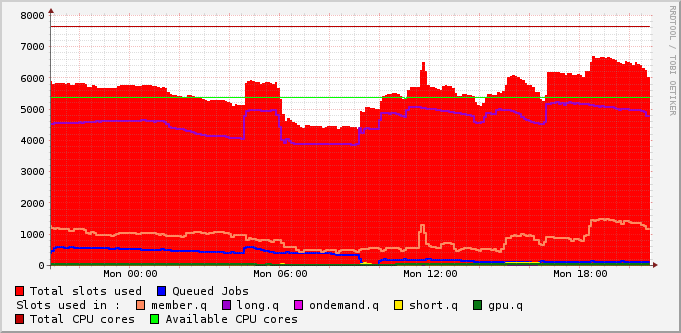 8000
7000
6000
5000
4000
3000
2000
1000
0
Mon 00:00 Mon 06:00 Mon 12:00 Mon 18:00
RRDTOOL / TOBI OETIKER
Total slots used Queued Jobs
Slots used in : member.q long.q ondemand.q short.q gpu.q
Total CPU cores Available CPU cores